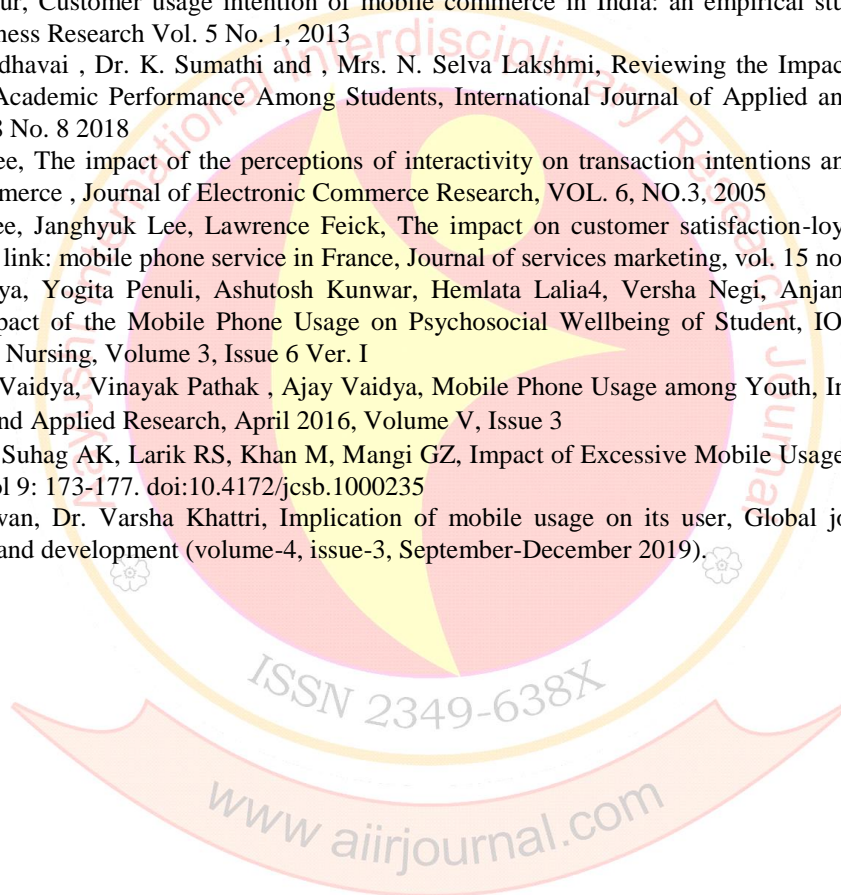 ur, Customer usage intention of mobile commerce in India: an empirical stu
ness Research Vol. 5 No. 1, 2013
dhavai , Dr. K. Sumathi and , Mrs. N. Selva Lakshmi, Reviewing the Impac
Academic Performance Among Students, International Journal of Applied an
8 No. 8 2018
ee, The impact of the perceptions of interactivity on transaction intentions an
merce , Journal of Electronic Commerce Research, VOL. 6, NO.3, 2005
ee, Janghyuk Lee, Lawrence Feick, The impact on customer satisfaction-loy
link: mobile phone service in France, Journal of services marketing, vol. 15 no
ya, Yogita Penuli, Ashutosh Kunwar, Hemlata Lalia4, Versha Negi, Anjan
pact of the Mobile Phone Usage on Psychosocial Wellbeing of Student, IO
Nursing, Volume 3, Issue 6 Ver. I
Vaidya, Vinayak Pathak , Ajay Vaidya, Mobile Phone Usage among Youth, In
nd Applied Research, April 2016, Volume V, Issue 3
Suhag AK, Larik RS, Khan M, Mangi GZ, Impact of Excessive Mobile Usage
ol 9: 173-177. doi:10.4172/jcsb.1000235
wan, Dr. Varsha Khattri, Implication of mobile usage on its user, Global jo
and development (volume-4, issue-3, September-December 2019).
Aayushi International Interdisciplinary Research Journal
ISSN 2349-638X
www.aiirjournal.com